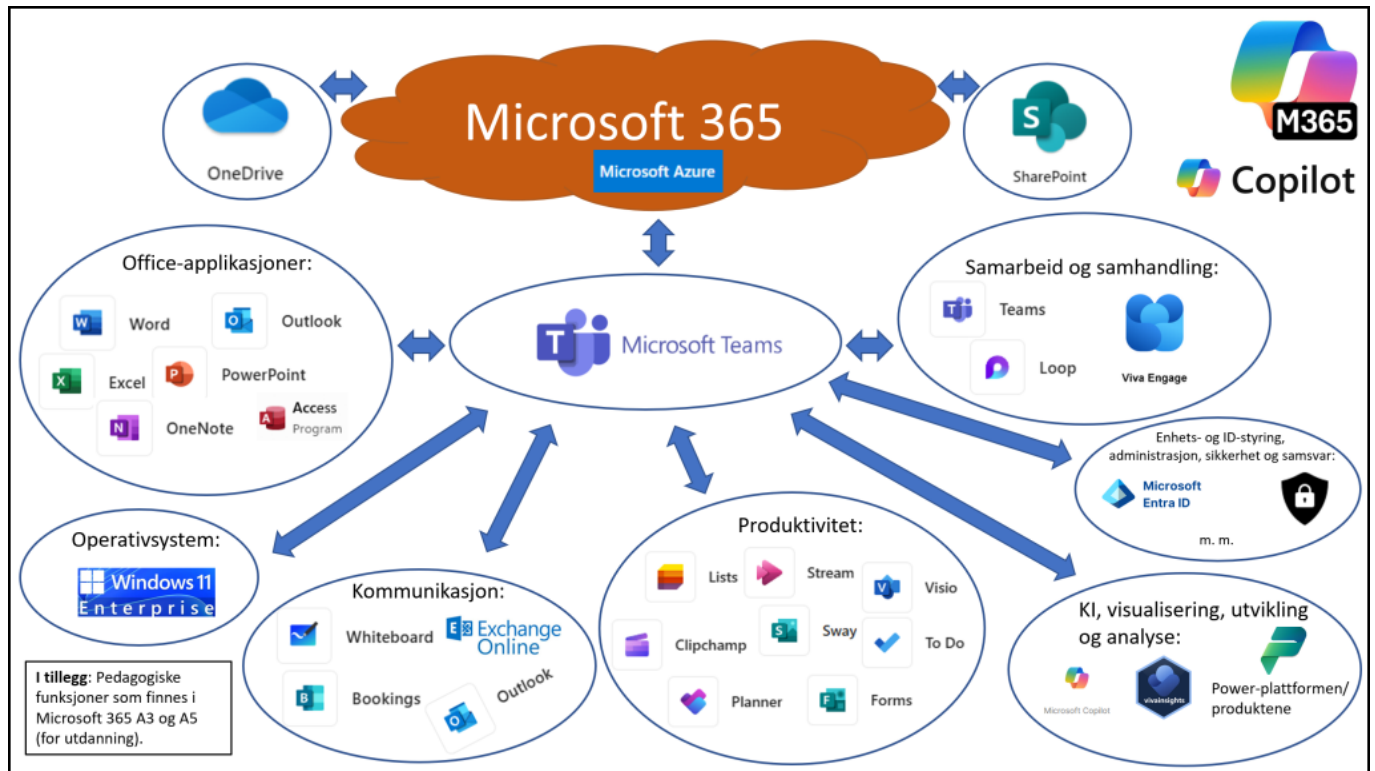 Microsoft 365
Microsoft Azure
OneDrive
S
SharePoint
M365
Copilot
Office-applikasjoner:
W Word
O Outlook
X Excel
P PowerPoint
N OneNote
A Access
Program
T Microsoft Teams
Samarbeid og samhandling:
T Teams
Loop
Viva Engage
Enhets- og ID-styring,
administrasjon, sikkerhet og samsvar:
Microsoft
Entra ID
m. m.
Operativsystem:
Windows 11
Enterprise
Kommunikasjon:
Whiteboard
E Exchange
Online
B Bookings
O Outlook
Produktivitet:
Lists
Stream
V Visio
Clipchamp
S Sway
To Do
Planner
F Forms
KI, visualisering, utvikling
og analyse:
Microsoft Copilot
vivainsights
Power-plattformen/
produktene
I tillegg: Pedagogiske
funksjoner som finnes i
Microsoft 365 A3 og A5
(for utdanning).